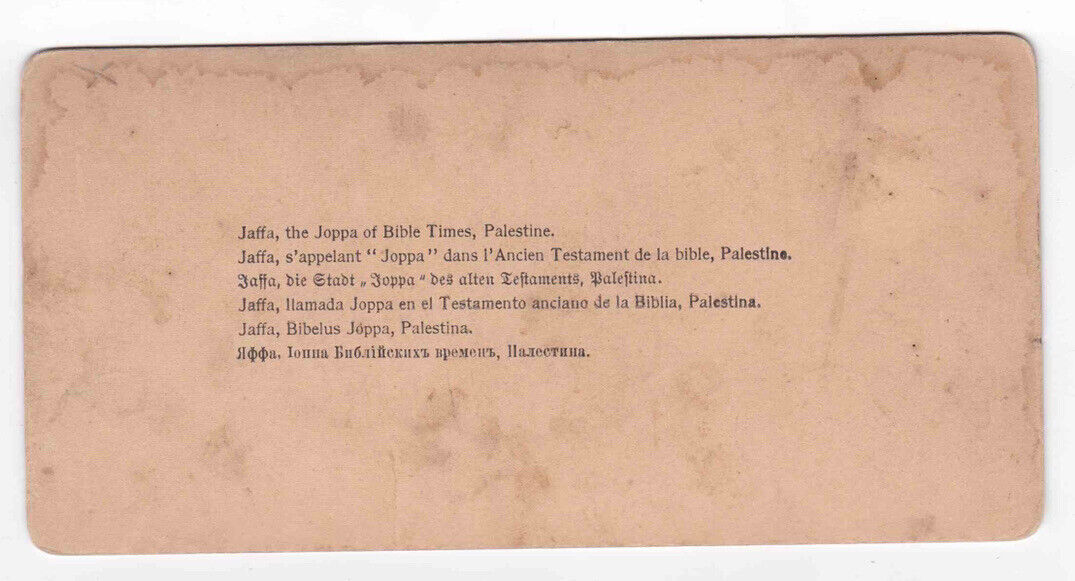 Jaffa, the Joppa of Bible Times, Palestine.
Jaffa, s'appelant “ Joppa ” dans l'Ancien Testament de la bible, Palestine.
Jaffa, die Stadt „ Joppa “ des alten Testaments, Palestina.
Jaffa, llamada Joppa en el Testamento anciano de la Biblia, Palestina.
Jaffa, Bibelus Jóppa, Palestina.
Яффа, Іоппа Библійскихъ временъ, Палестина.